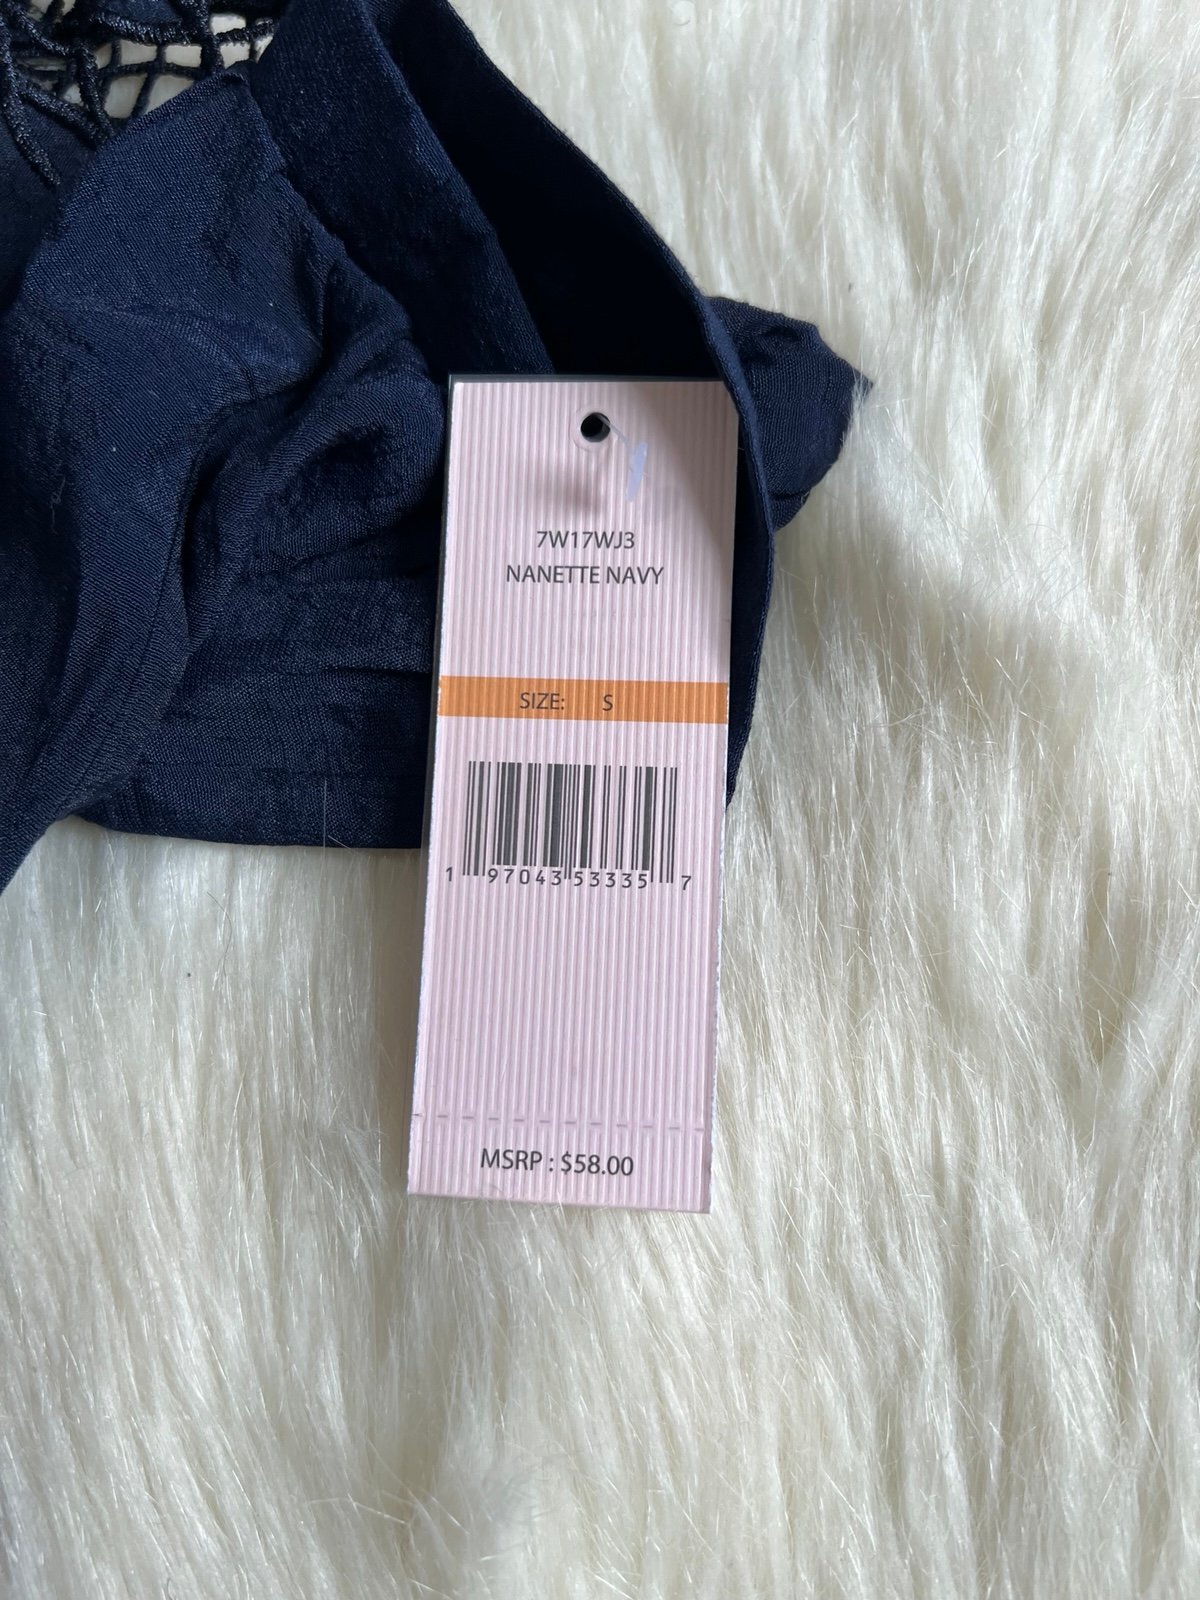 7W17WJ3
NANETTE NAVY
SIZE: S
1 97043 53335 7
MSRP : $58.00